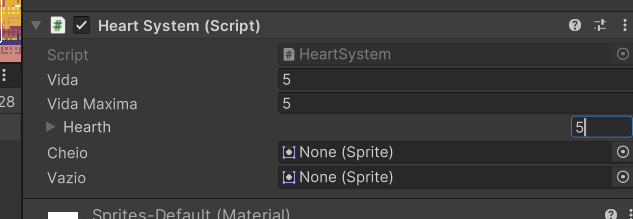 Heart System (Script)
Script HeartSystem
28
Vida 5
Vida Maxima 5
Hearth 5
Cheio None (Sprite)
Vazio None (Sprite)
Sprites-Default (Material)